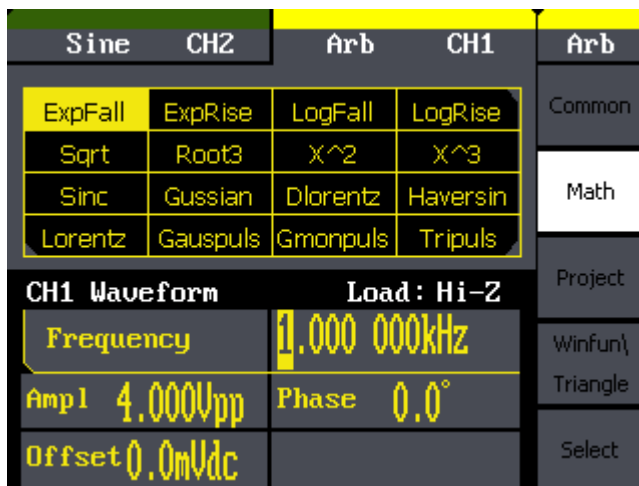 Sine CH2 Arb CH1 Arb
ExpFall ExpRise LogFall LogRise
Sqrt Root3 X^2 X^3
Sinc Gussian Dlorentz Haversin
Lorentz Gauspuls Gmonpuls Tripuls
CH1 Waveform Load: Hi-Z
Frequency 1.000 000kHz
Ampl 4.000Vpp Phase 0.0°
Offset 0.0mVdc
Common
Math
Project
Winfun\
Triangle
Select